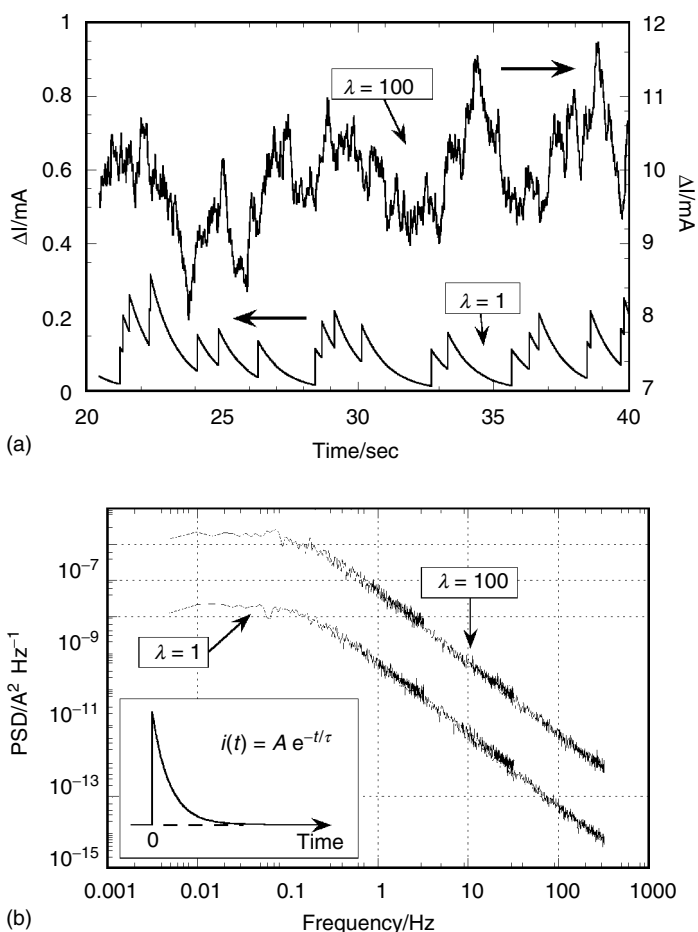 1
0.8
0.6
0.4
0.2
0
ΔI/mA
12
11
10
9
8
7
ΔI/mA
λ = 100
λ = 1
20
25
30
35
40
Time/sec
(a)
10⁻⁷
10⁻⁹
10⁻¹¹
10⁻¹³
10⁻¹⁵
PSD/A² Hz⁻¹
λ = 100
λ = 1
i(t) = A e⁻ᵗ/τ
0
Time
0.001
0.01
0.1
1
10
100
1000
Frequency/Hz
(b)